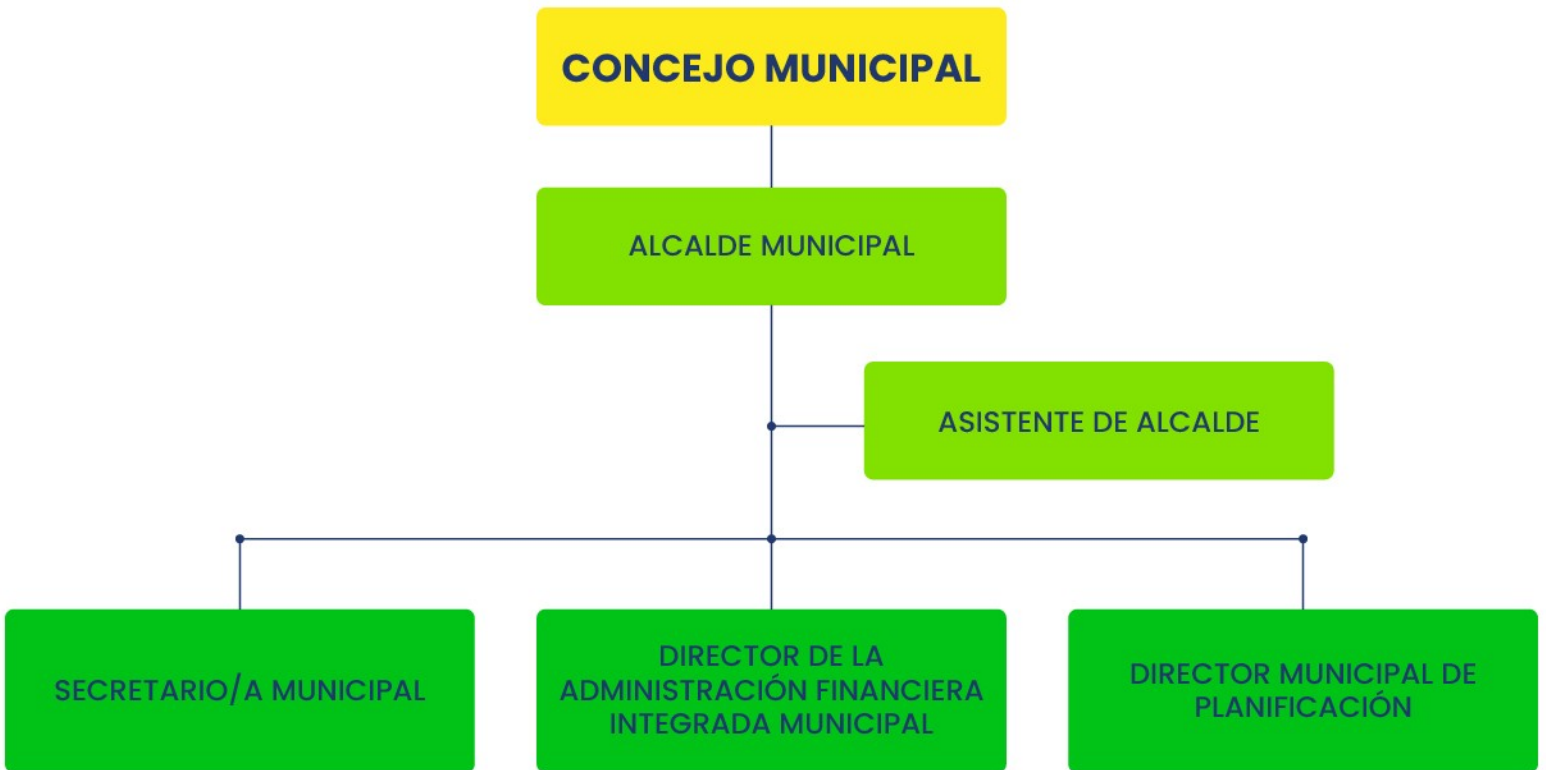 CONCEJO MUNICIPAL
ALCALDE MUNICIPAL
ASISTENTE DE ALCALDE
SECRETARIO/A MUNICIPAL
DIRECTOR DE LA
ADMINISTRACIÓN FINANCIERA
INTEGRADA MUNICIPAL
DIRECTOR MUNICIPAL DE
PLANIFICACIÓN